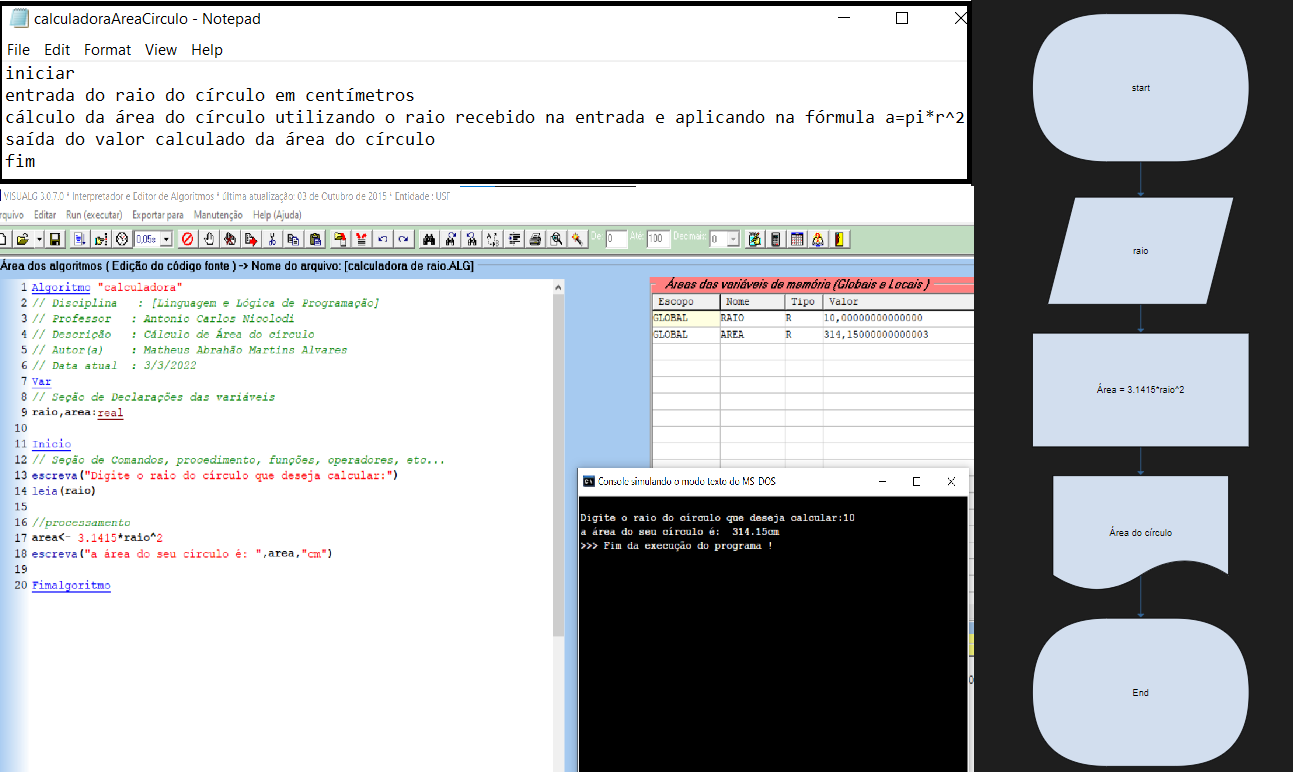 calculadoraAreaCirculo - Notepad
File Edit Format View Help
iniciar
entrada do raio do círculo em centímetros
cálculo da área do círculo utilizando o raio recebido na entrada e aplicando na fórmula a=pi*r^2
saída do valor calculado da área do círculo
fim
VISUALG 3.0.7.0 * Interpretador e Editor de Algoritmos * última atualização: 03 de Outubro de 2015 * Entidade : USF
rquivo Editar Run (executar) Exportar para Manutenção Help (Ajuda)
0,05s De 0 Até: 100 Dec mais: 0
Área dos algoritmos ( Edição do código fonte ) -> Nome do arquivo: [calculadora de raio.ALG]
1 Algoritmo "calculadora"
2 // Disciplina : [Linguagem e Lógica de Programação]
3 // Professor : Antonio Carlos Nicolodi
4 // Descrição : Cálculo de Área do circulo
5 // Autor(a) : Matheus Abrahão Martins Alvares
6 // Data atual : 3/3/2022
7 Var
8 // Seção de Declarações das variáveis
9 raio,area:real
10
11 Inicio
12 // Seção de Comandos, procedimento, funções, operadores, etc...
13 escreva("Digite o raio do círculo que deseja calcular:")
14 leia(raio)
15
16 //processamento
17 area<- 3.1415*raio^2
18 escreva("a área do seu circulo é: ",area,"cm")
19
20 Fimalgoritmo
Áreas das variáveis de memória (Globais e Locais )
Escopo Nome Tipo Valor
GLOBAL RAIO R 10,00000000000000
GLOBAL AREA R 314,15000000000003
Console simulando o modo texto do MS-DOS
Digite o raio do círculo que deseja calcular:10
a área do seu circulo é: 314.15cm
>>> Fim da execução do programa !
start
raio
Área = 3.1415*raio^2
Área do círculo
End